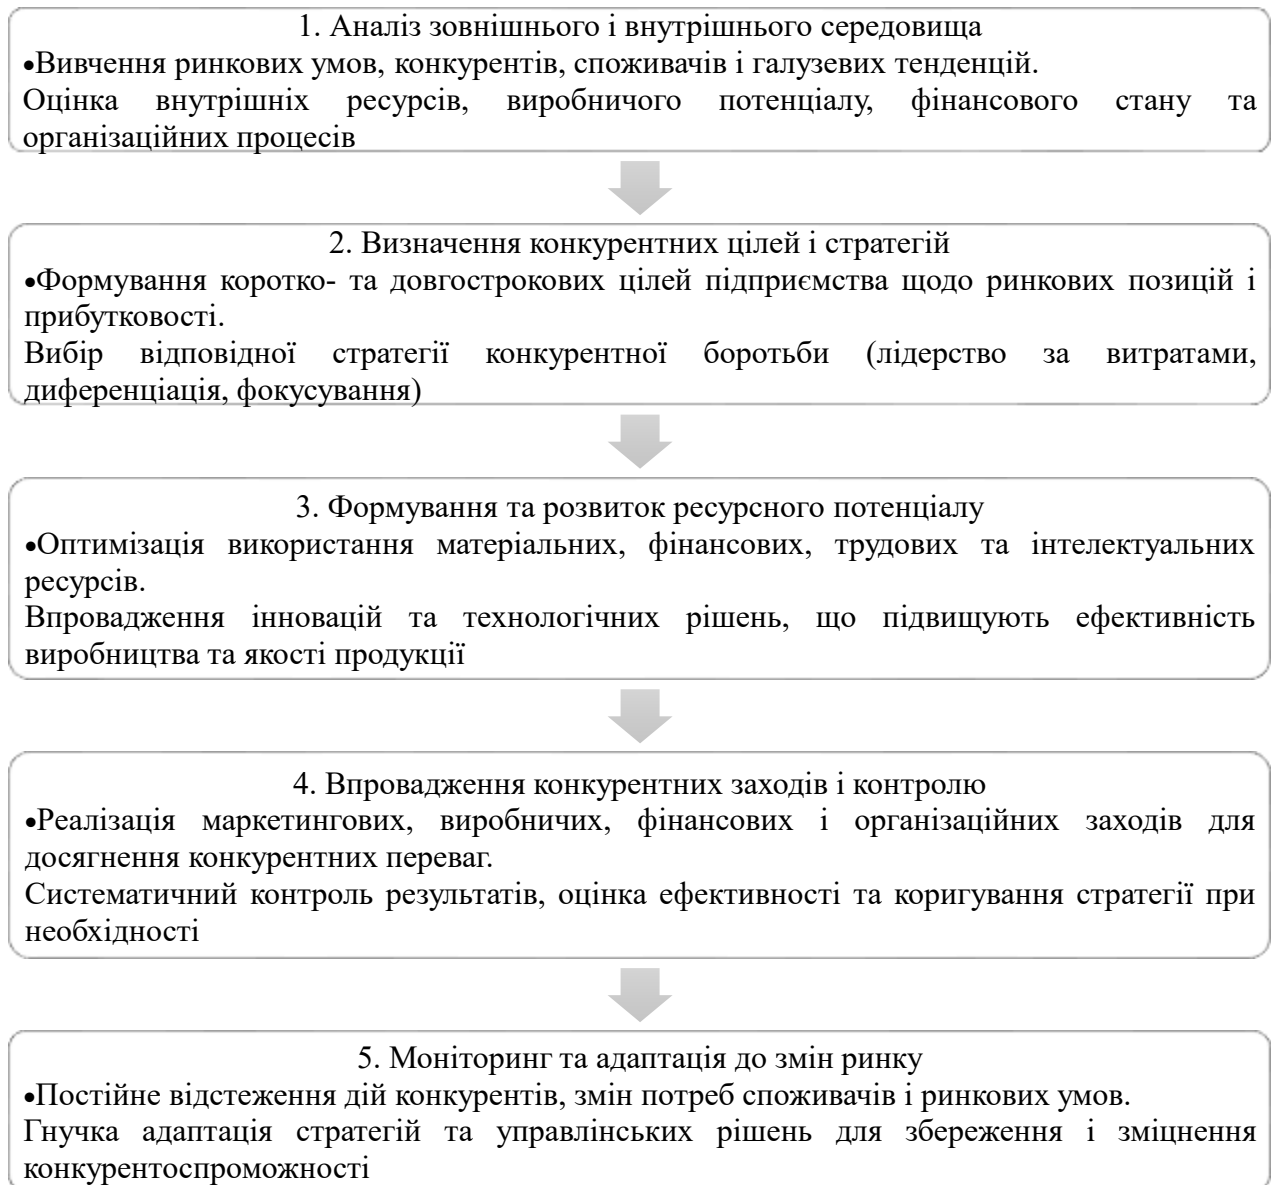 1. Аналіз зовнішнього і внутрішнього середовища
•Вивчення ринкових умов, конкурентів, споживачів і галузевих тенденцій.
Оцінка внутрішніх ресурсів, виробничого потенціалу, фінансового стану та
організаційних процесів
2. Визначення конкурентних цілей і стратегій
•Формування коротко- та довгострокових цілей підприємства щодо ринкових позицій і
прибутковості.
Вибір відповідної стратегії конкурентної боротьби (лідерство за витратами,
диференціація, фокусування)
3. Формування та розвиток ресурсного потенціалу
•Оптимізація використання матеріальних, фінансових, трудових та інтелектуальних
ресурсів.
Впровадження інновацій та технологічних рішень, що підвищують ефективність
виробництва та якості продукції
4. Впровадження конкурентних заходів і контролю
•Реалізація маркетингових, виробничих, фінансових і організаційних заходів для
досягнення конкурентних переваг.
Систематичний контроль результатів, оцінка ефективності та коригування стратегії при
необхідності
5. Моніторинг та адаптація до змін ринку
•Постійне відстеження дій конкурентів, змін потреб споживачів і ринкових умов.
Гнучка адаптація стратегій та управлінських рішень для збереження і зміцнення
конкурентоспроможності